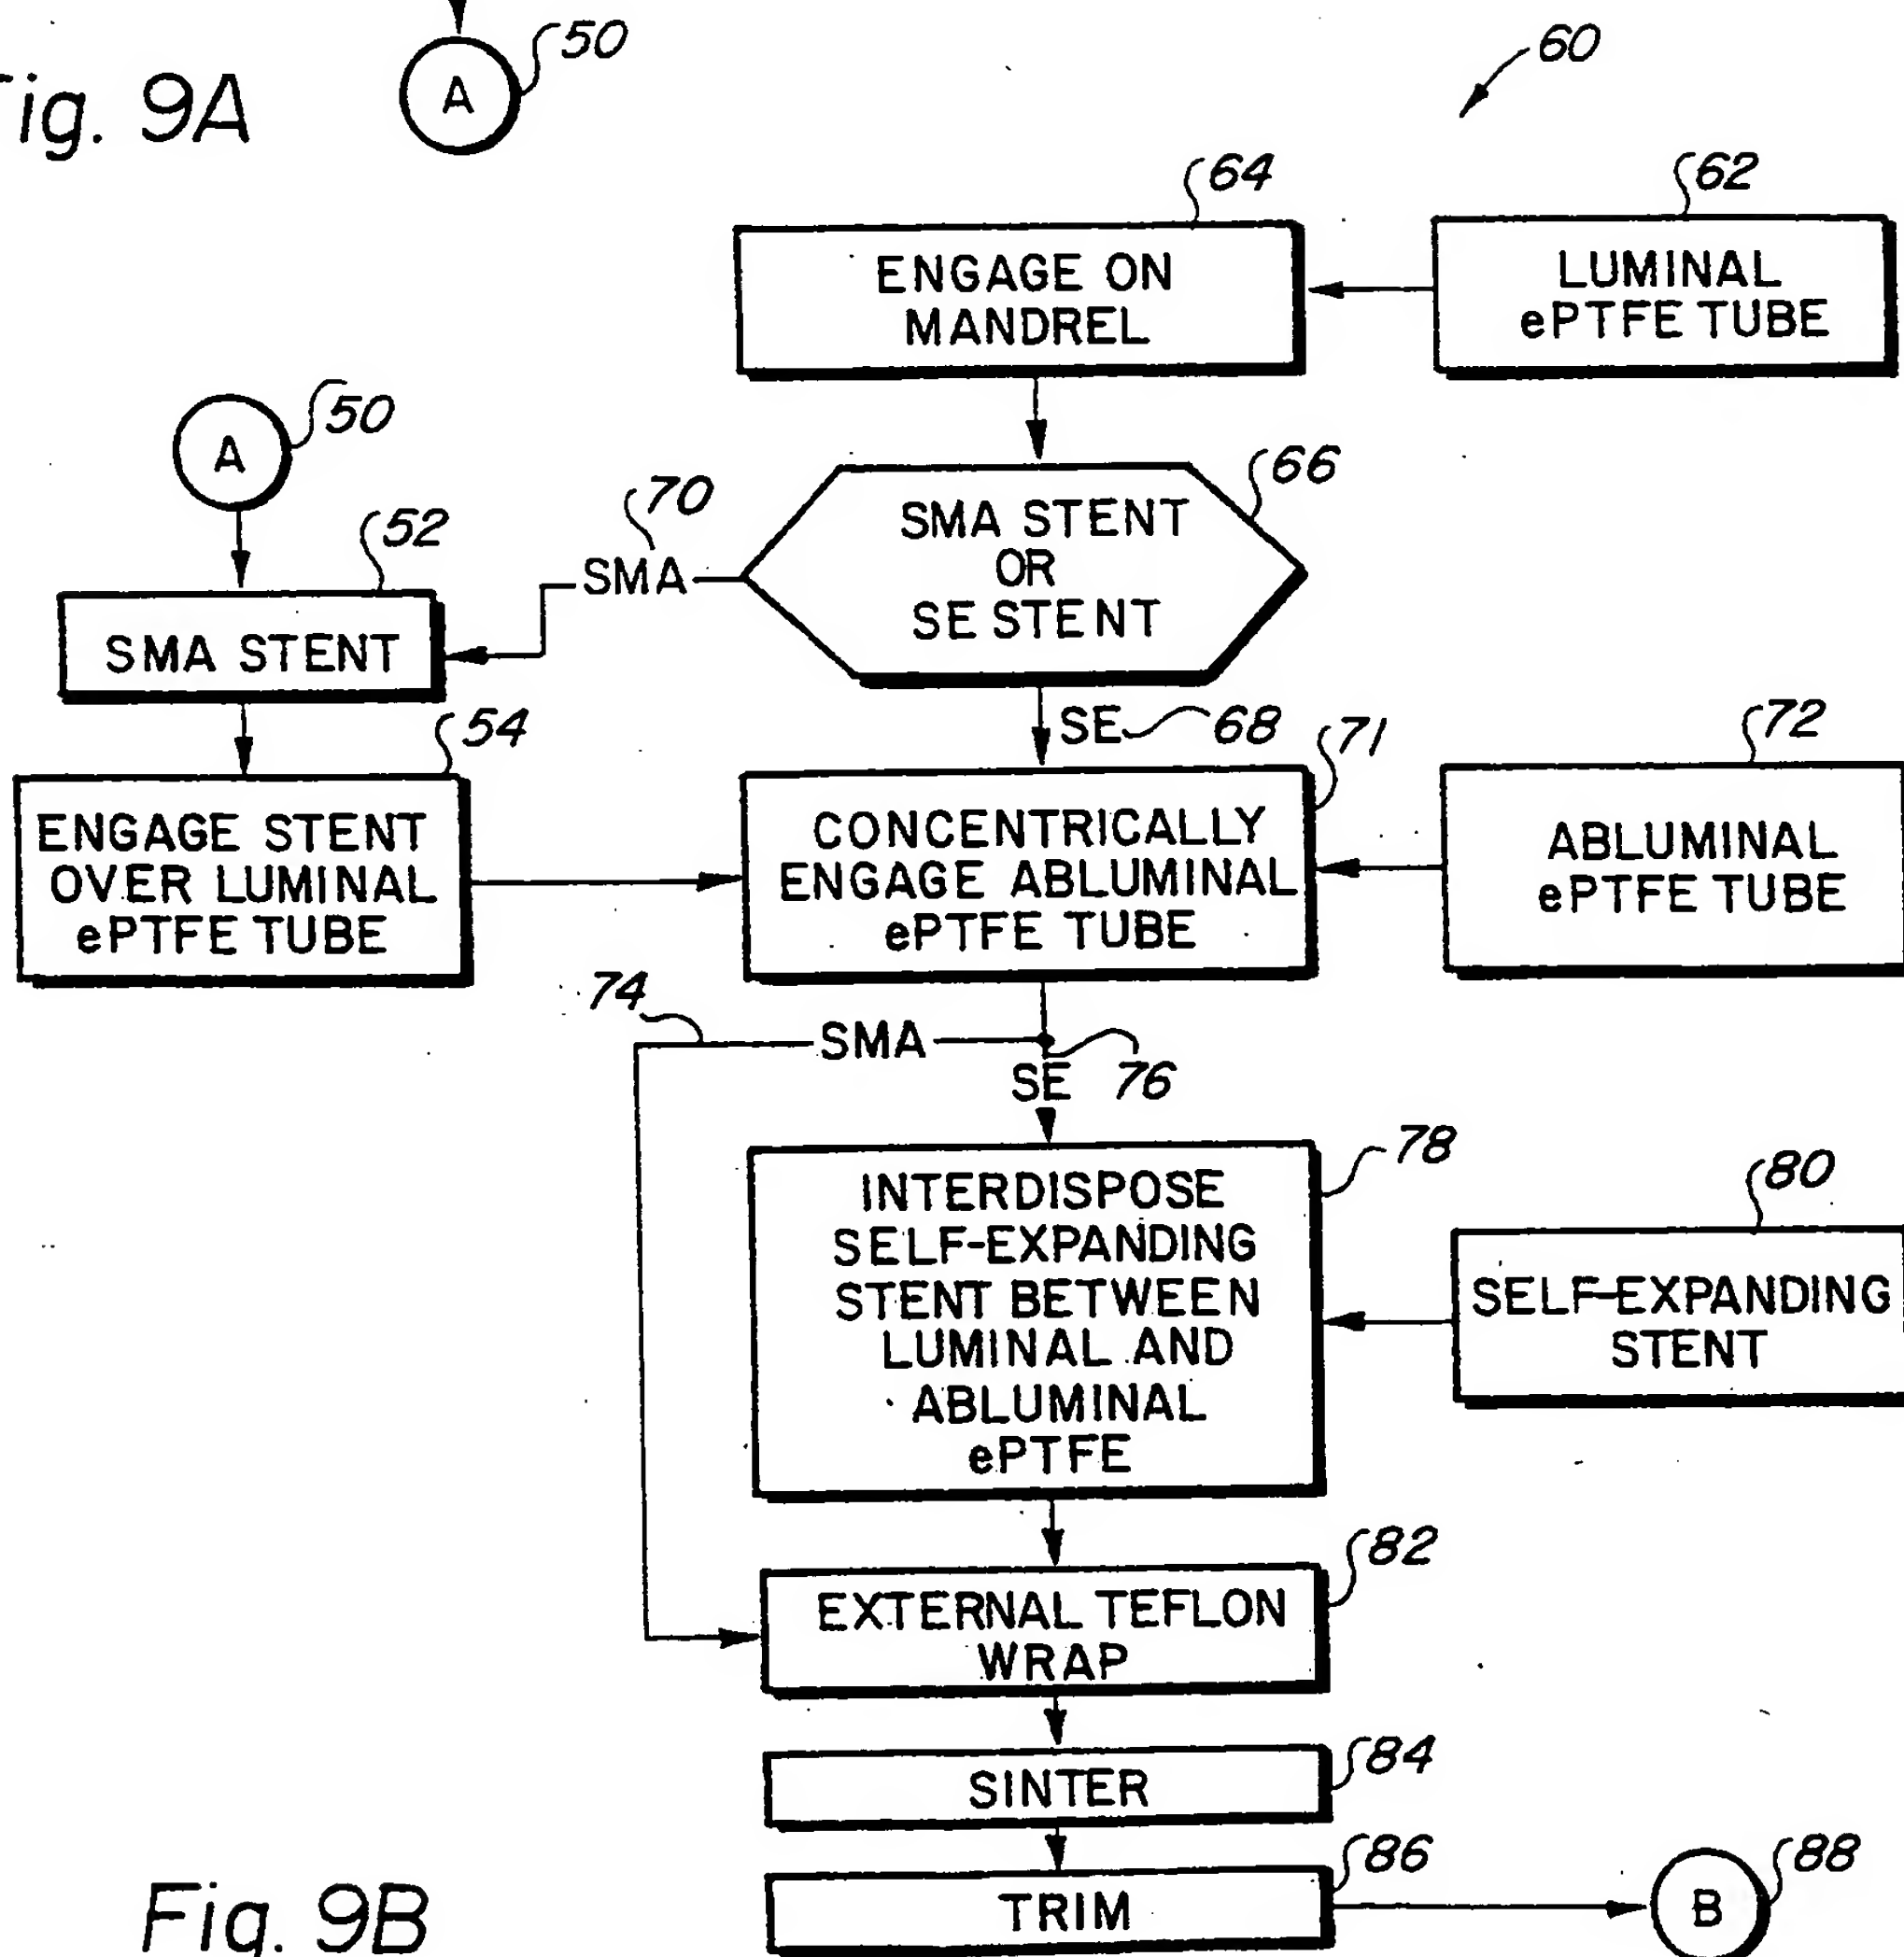 50
A
Fig. 9A
60
64
62
ENGAGE ON
MANDREL
LUMINAL
ePTFE TUBE
50
A
52
70
66
SMA STENT
OR
SE STENT
SMA
SMA STENT
54
SE
68
71
72
ENGAGE STENT
OVER LUMINAL
ePTFE TUBE
CONCENTRICALLY
ENGAGE ABLUMINAL
ePTFE TUBE
ABLUMINAL
ePTFE TUBE
74
SMA
SE
76
78
80
INTERDISPOSE
SELF-EXPANDING
STENT BETWEEN
LUMINAL AND
ABLUMINAL
ePTFE
SELF-EXPANDING
STENT
82
EXTERNAL TEFLON
WRAP
84
SINTER
86
88
TRIM
B
Fig. 9B